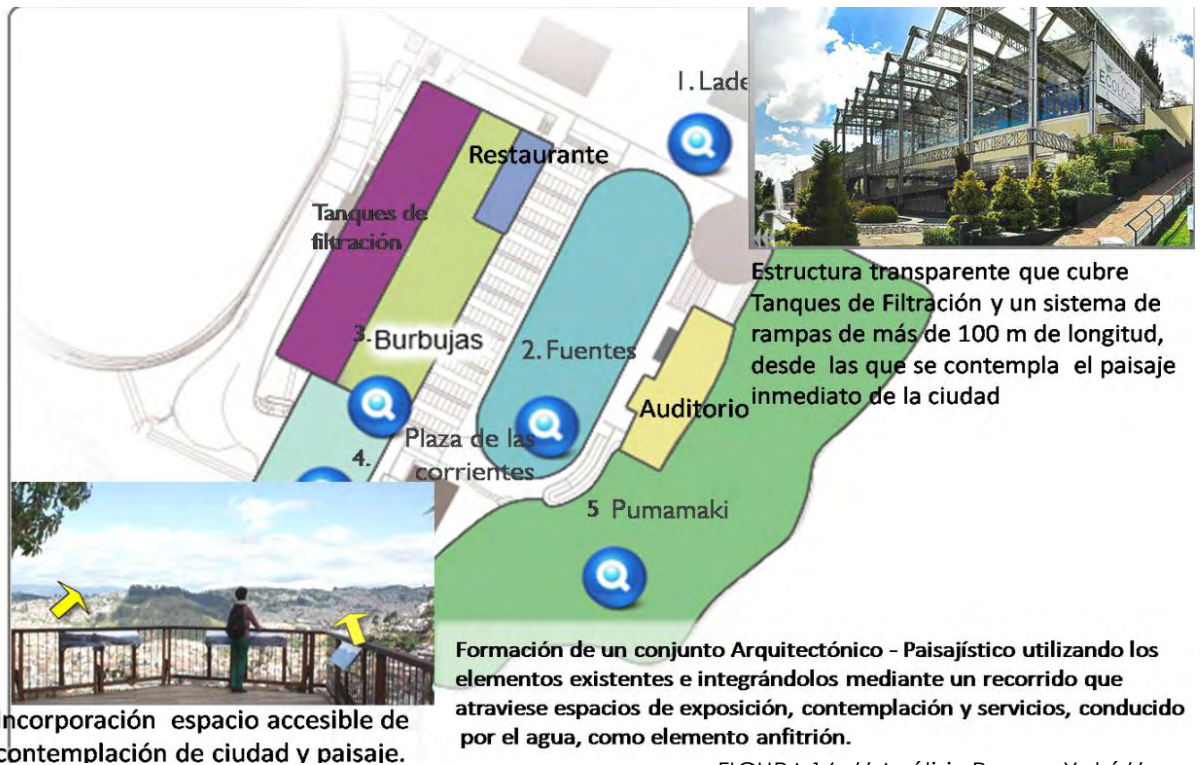 1. Lade
ECOLO
Restaurante
Tanques de
filtración
Estructura transparente que cubre
Tanques de Filtración y un sistema de
rampas de más de 100 m de longitud,
desde las que se contempla el paisaje
inmediato de la ciudad
3. Burbujas
2. Fuentes
Auditorio
4.
Plaza de las
corrientes
5 Pumamaki
Incorporación espacio accesible de
contemplación de ciudad y paisaje.
Formación de un conjunto Arquitectónico - Paisajístico utilizando los
elementos existentes e integrándolos mediante un recorrido que
atraviese espacios de exposición, contemplación y servicios, conducido
por el agua, como elemento anfitrión.